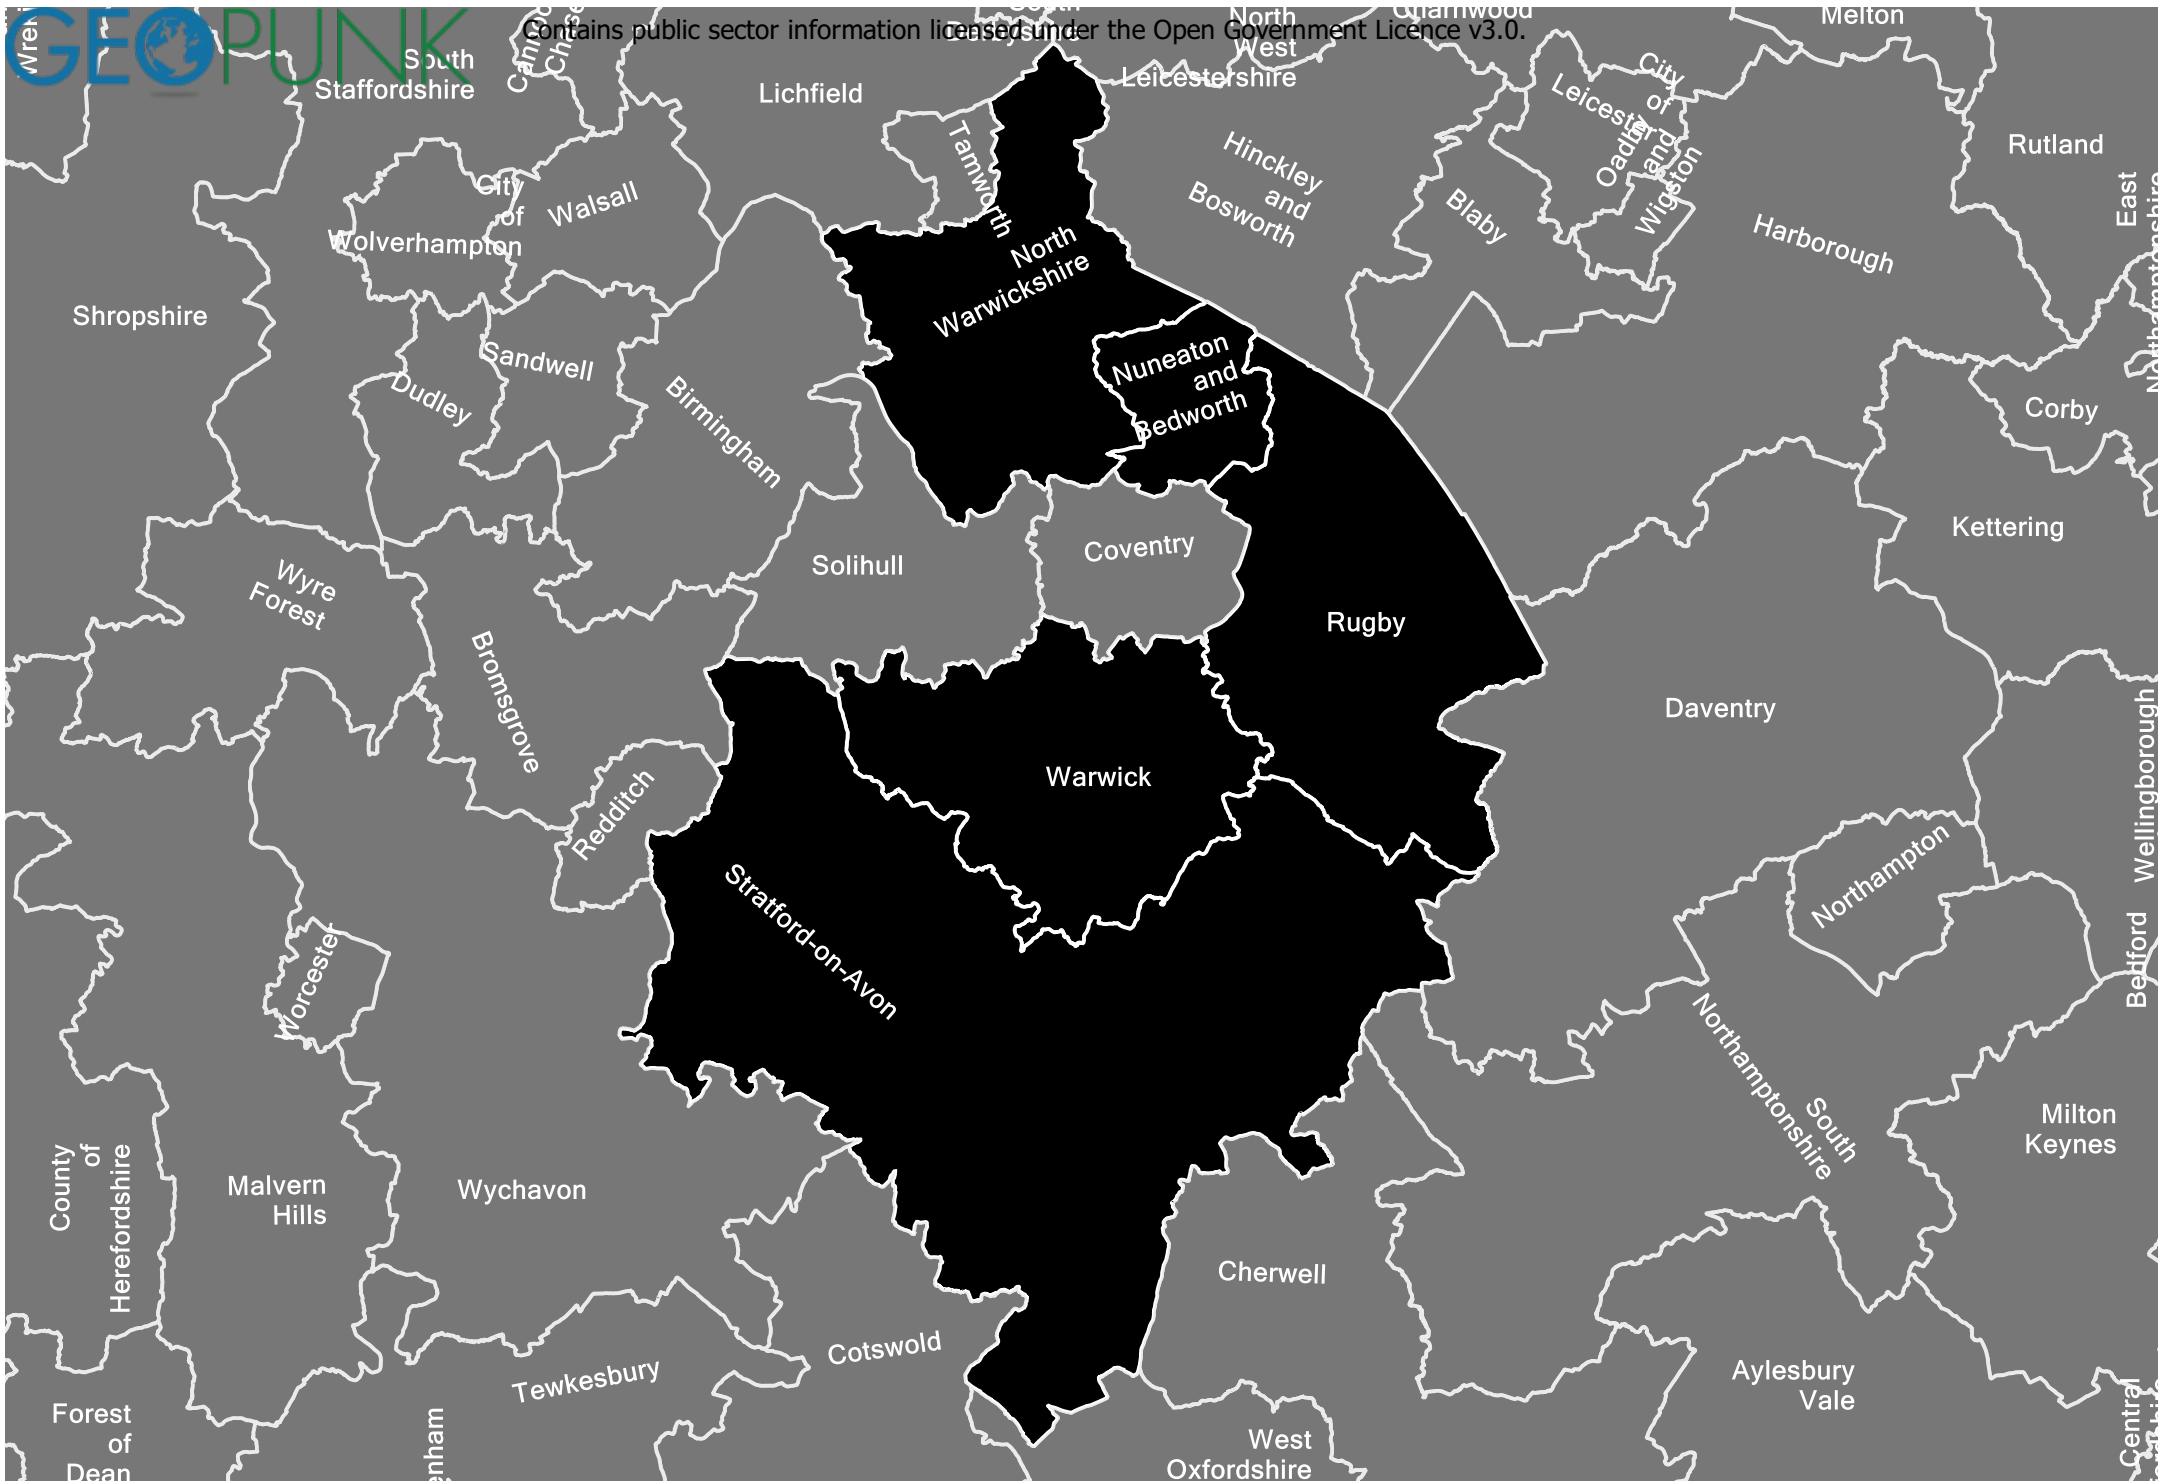 GEOPUNK
Contains public sector information licensed under the Open Government Licence v3.0.
South
Staffordshire
Lichfield
North
West
Leicestershire
Charnwood
Melton
City
of
Leicester
Oadby
and
Wigston
Rutland
East
Northamptonshire
Tamworth
Hinckley
and
Bosworth
Blaby
Harborough
City
of
Wolverhampton
Walsall
North
Warwickshire
Shropshire
Sandwell
Dudley
Birmingham
Nuneaton
and
Bedworth
Corby
Kettering
Solihull
Coventry
Wyre
Forest
Rugby
Bromsgrove
Daventry
Wellingborough
Redditch
Warwick
Northampton
Stratford-on-Avon
Worcester
Bedford
South
Northamptonshire
Milton
Keynes
County
of
Herefordshire
Malvern
Hills
Wychavon
Cherwell
Cotswold
Tewkesbury
Aylesbury
Vale
Forest
of
Dean
enham
West
Oxfordshire
Central